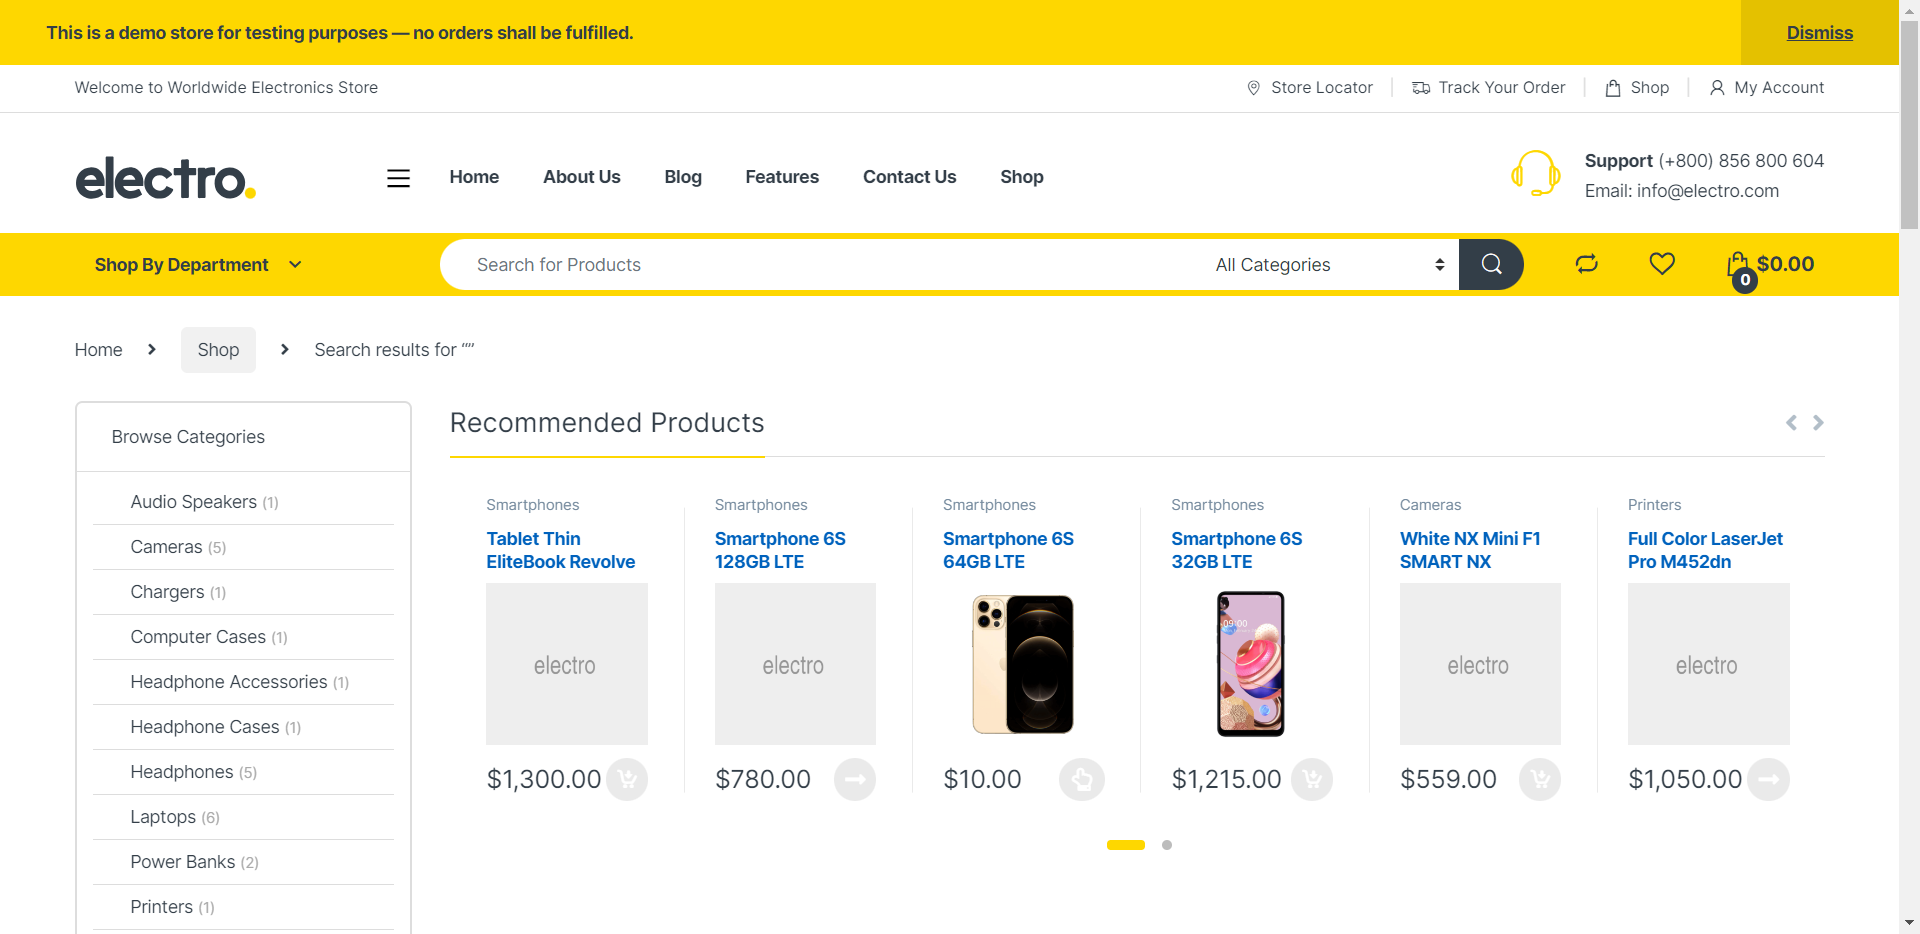 This is a demo store for testing purposes — no orders shall be fulfilled.
Dismiss
Welcome to Worldwide Electronics Store
Store Locator
Track Your Order
Shop
My Account
electro.
Home
About Us
Blog
Features
Contact Us
Shop
Support (+800) 856 800 604
Email: info@electro.com
Shop By Department
Search for Products
All Categories
0
$0.00
Home
Shop
Search results for “”
Browse Categories
Audio Speakers (1)
Cameras (5)
Chargers (1)
Computer Cases (1)
Headphone Accessories (1)
Headphone Cases (1)
Headphones (5)
Laptops (6)
Power Banks (2)
Printers (1)
Recommended Products
Smartphones
Tablet Thin
EliteBook Revolve
electro
$1,300.00
Smartphones
Smartphone 6S
128GB LTE
electro
$780.00
Smartphones
Smartphone 6S
64GB LTE
$10.00
Smartphones
Smartphone 6S
32GB LTE
09:00
$1,215.00
Cameras
White NX Mini F1
SMART NX
electro
$559.00
Printers
Full Color LaserJet
Pro M452dn
electro
$1,050.00